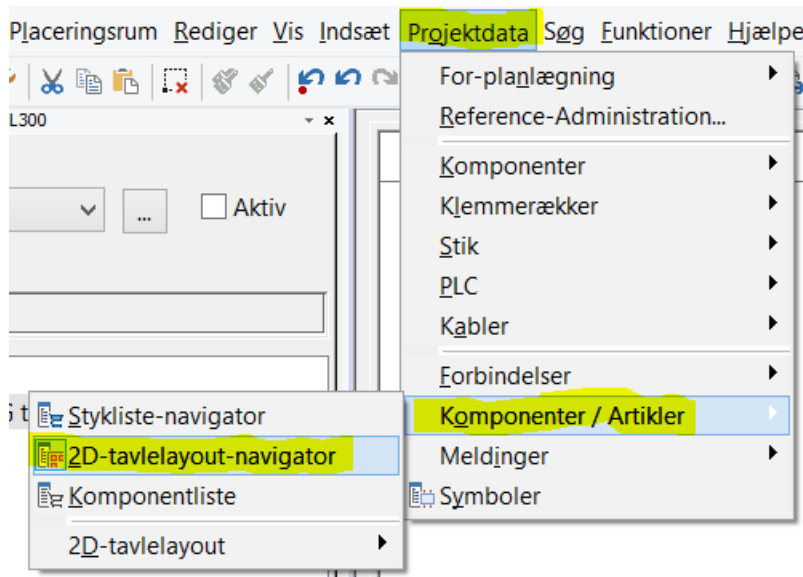 Placeringsrum Rediger Vis Indsæt Projektdata Søg Funktioner Hjælpe
L300
... Aktiv
For-planlægning
Reference-Administration...
Komponenter
Klemmerækker
Stik
PLC
Kabler
Forbindelser
Komponenter / Artikler
Meldinger
Symboler
Stykliste-navigator
2D-tavlelayout-navigator
Komponentliste
2D-tavlelayout